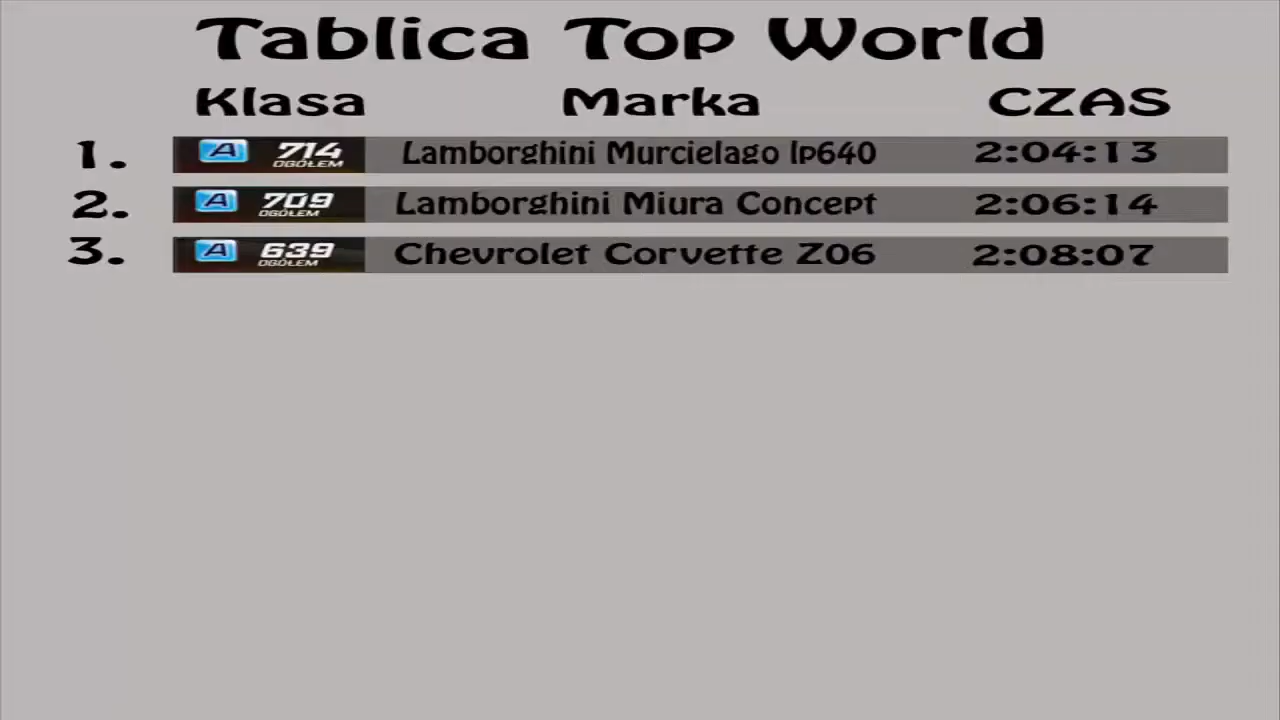 Tablica Top World
Klasa Marka CZAS
1. A 714 OGÓŁEM Lamborghini Murcielago lp640 2:04:13
2. A 709 OGÓŁEM Lamborghini Miura Concept 2:06:14
3. A 639 OGÓŁEM Chevrolet Corvette Z06 2:08:07